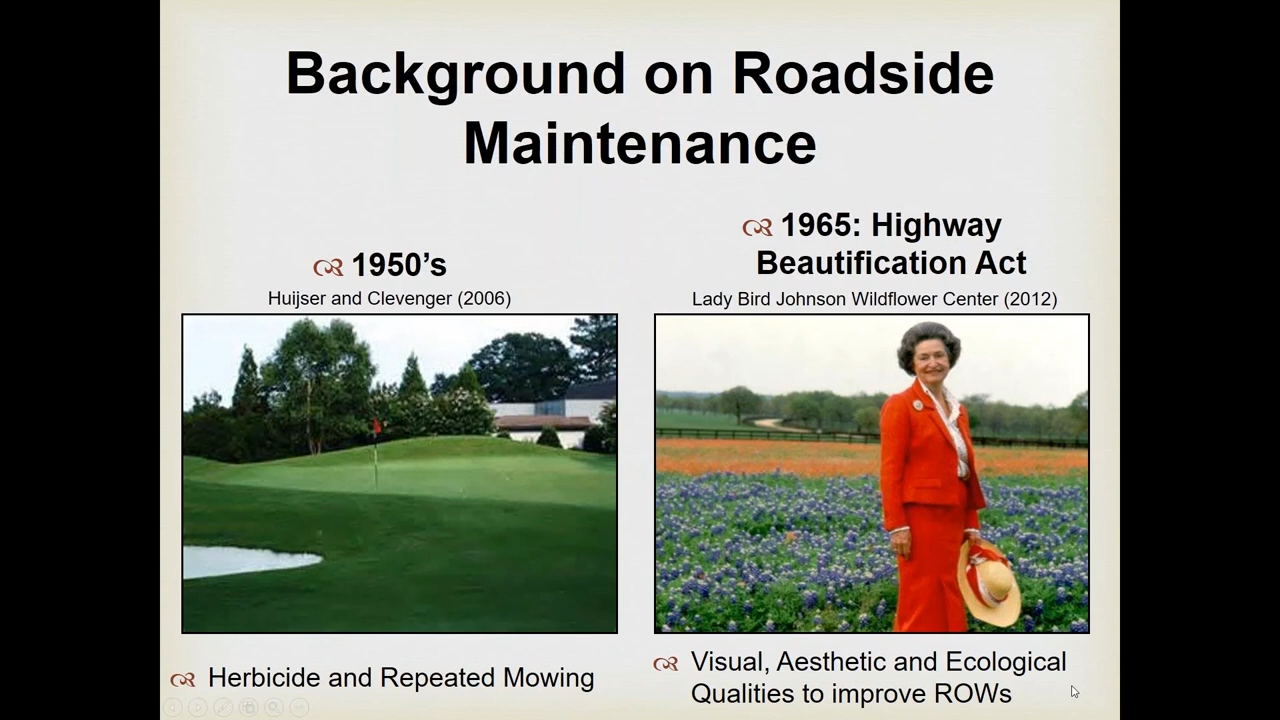 Background on Roadside
Maintenance
1950’s
Huijser and Clevenger (2006)
1965: Highway
Beautification Act
Lady Bird Johnson Wildflower Center (2012)
Herbicide and Repeated Mowing
Visual, Aesthetic and Ecological
Qualities to improve ROWs